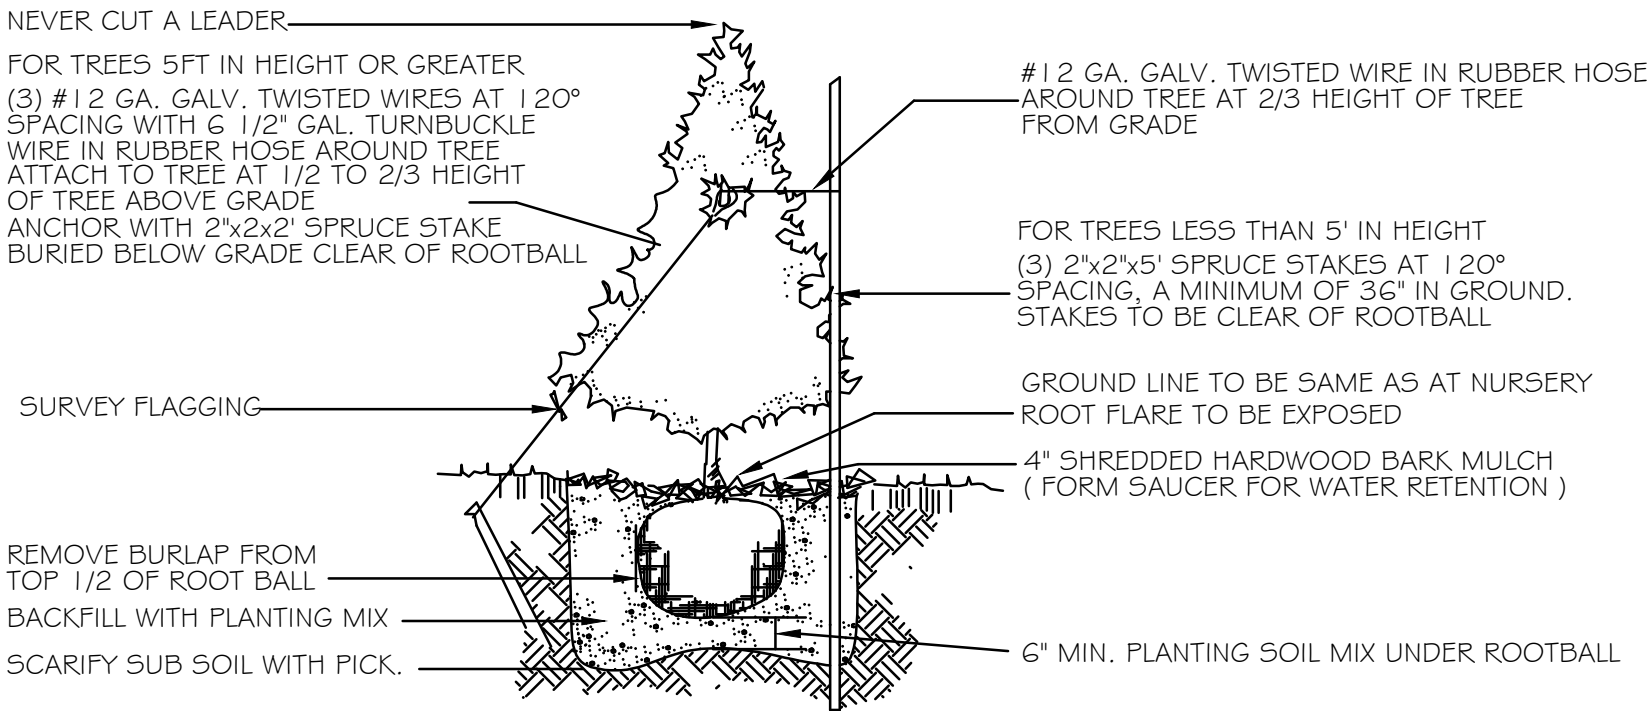 NEVER CUT A LEADER
FOR TREES 5FT IN HEIGHT OR GREATER
(3) #12 GA. GALV. TWISTED WIRES AT 120°
SPACING WITH 6 1/2" GAL. TURNBUCKLE
WIRE IN RUBBER HOSE AROUND TREE
ATTACH TO TREE AT 1/2 TO 2/3 HEIGHT
OF TREE ABOVE GRADE
ANCHOR WITH 2"x2x2' SPRUCE STAKE
BURIED BELOW GRADE CLEAR OF ROOTBALL
SURVEY FLAGGING
REMOVE BURLAP FROM
TOP 1/2 OF ROOT BALL
BACKFILL WITH PLANTING MIX
SCARIFY SUB SOIL WITH PICK.
#12 GA. GALV. TWISTED WIRE IN RUBBER HOSE
AROUND TREE AT 2/3 HEIGHT OF TREE
FROM GRADE
FOR TREES LESS THAN 5' IN HEIGHT
(3) 2"x2"x5' SPRUCE STAKES AT 120°
SPACING, A MINIMUM OF 36" IN GROUND.
STAKES TO BE CLEAR OF ROOTBALL
GROUND LINE TO BE SAME AS AT NURSERY
ROOT FLARE TO BE EXPOSED
4" SHREDDED HARDWOOD BARK MULCH
( FORM SAUCER FOR WATER RETENTION )
6" MIN. PLANTING SOIL MIX UNDER ROOTBALL